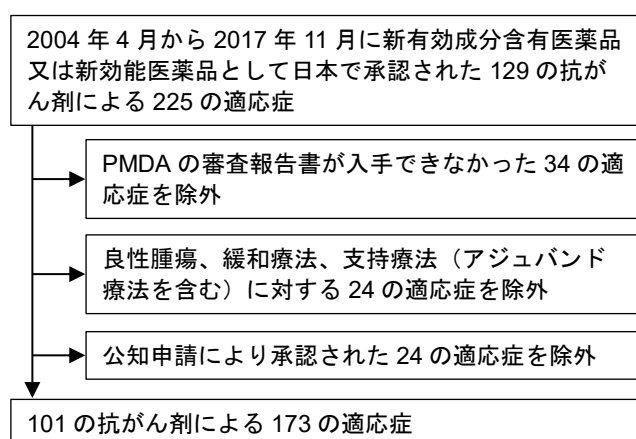 2004 年 4 月から 2017 年 11 月に新有効成分含有医薬品
又は新効能医薬品として日本で承認された 129 の抗が
ん剤による 225 の適応症
PMDA の審査報告書が入手できなかった 34 の適
応症を除外
良性腫瘍、緩和療法、支持療法（アジュバンド
療法を含む）に対する 24 の適応症を除外
公知申請により承認された 24 の適応症を除外
101 の抗がん剤による 173 の適応症